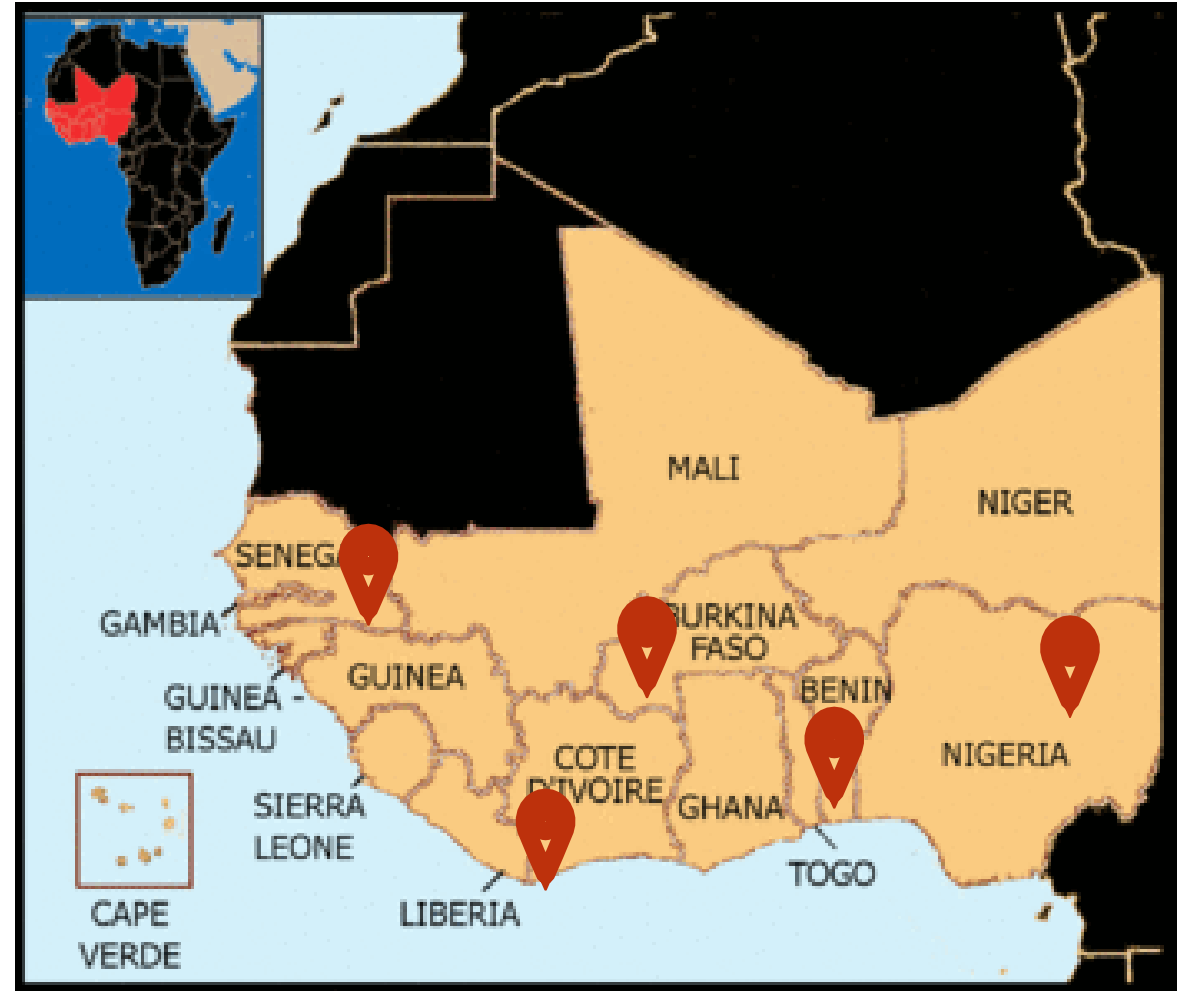 MALI
NIGER
SENEGA
GAMBIA
BURKINA
FASO
GUINEA
BENIN
GUINEA -
BISSAU
COTE
D'IVOIRE
NIGERIA
GHANA
SIERRA
LEONE
TOGO
LIBERIA
CAPE
VERDE